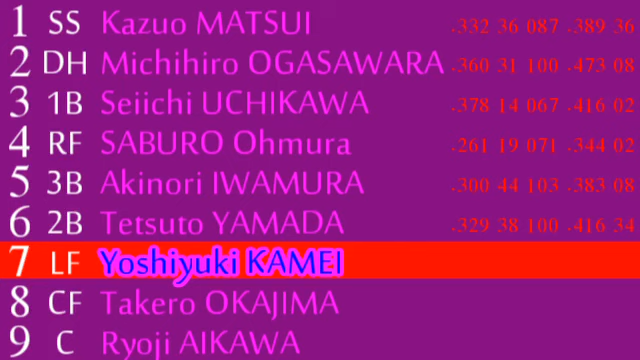 1 SS Kazuo MATSUI .332 36 087 .389 36
2 DH Michihiro OGASAWARA .360 31 100 .473 08
3 1B Seiichi UCHIKAWA .378 14 067 .416 02
4 RF SABURO Ohmura .261 19 071 .344 02
5 3B Akinori IWAMURA .300 44 103 .383 08
6 2B Tetsuto YAMADA .329 38 100 .416 34
7 LF Yoshiyuki KAMEI
8 CF Takero OKAJIMA
9 C Ryoji AIKAWA